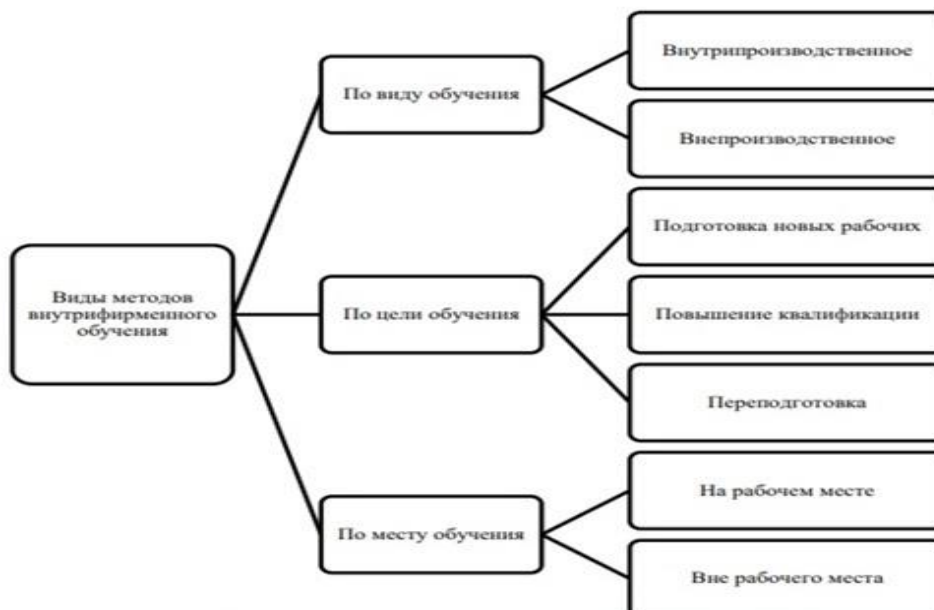 Виды методов
внутрифирменного
обучения
По виду обучения
Внутрипроизводственное
Внепроизводственное
По цели обучения
Подготовка новых рабочих
Повышение квалификации
Переподготовка
По месту обучения
На рабочем месте
Вне рабочего места